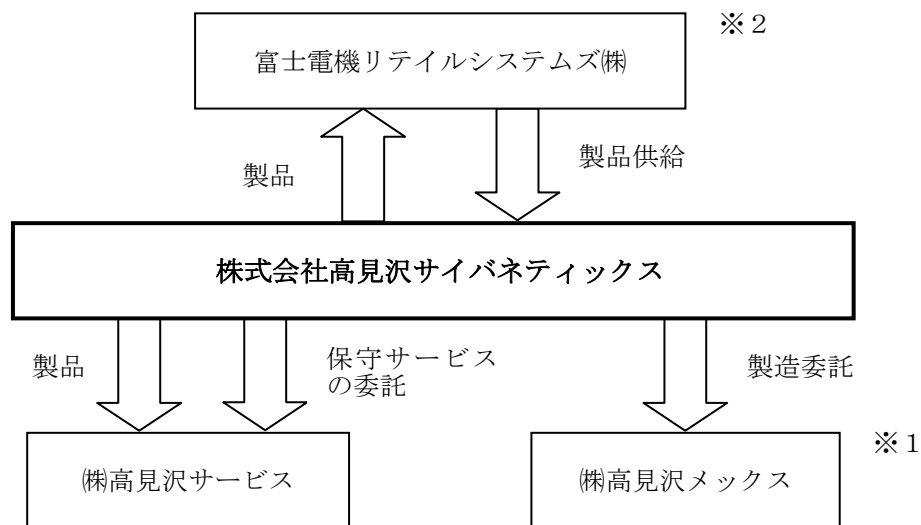 ※２
富士電機リテイルシステムズ㈱
製品
製品供給
株式会社高見沢サイバネティックス
製品
保守サービス
の委託
製造委託
㈱高見沢サービス
㈱高見沢メックス
※１